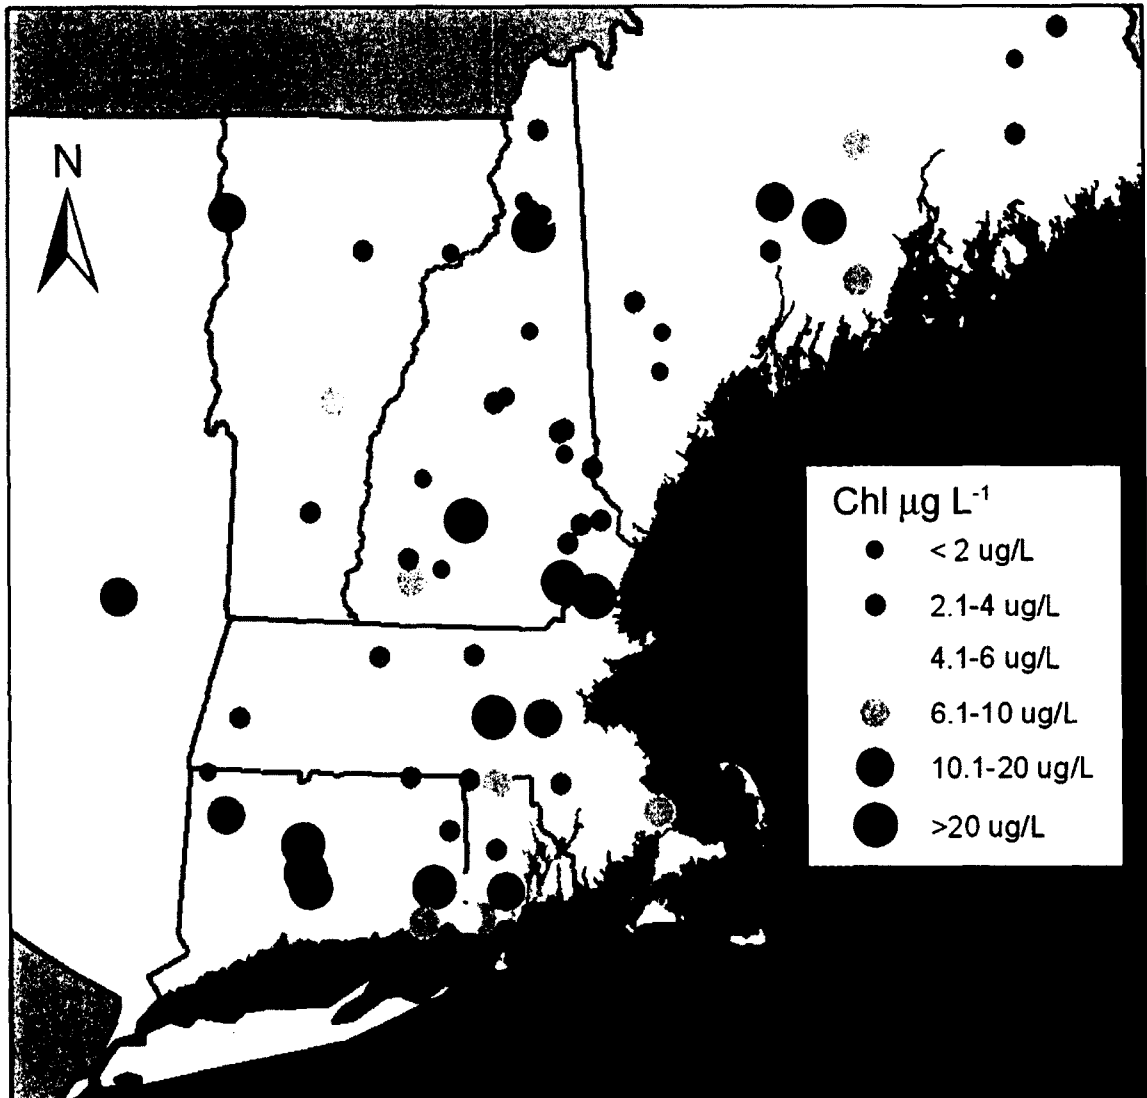 N
Chl μg L⁻¹
< 2 ug/L
2.1-4 ug/L
4.1-6 ug/L
6.1-10 ug/L
10.1-20 ug/L
>20 ug/L